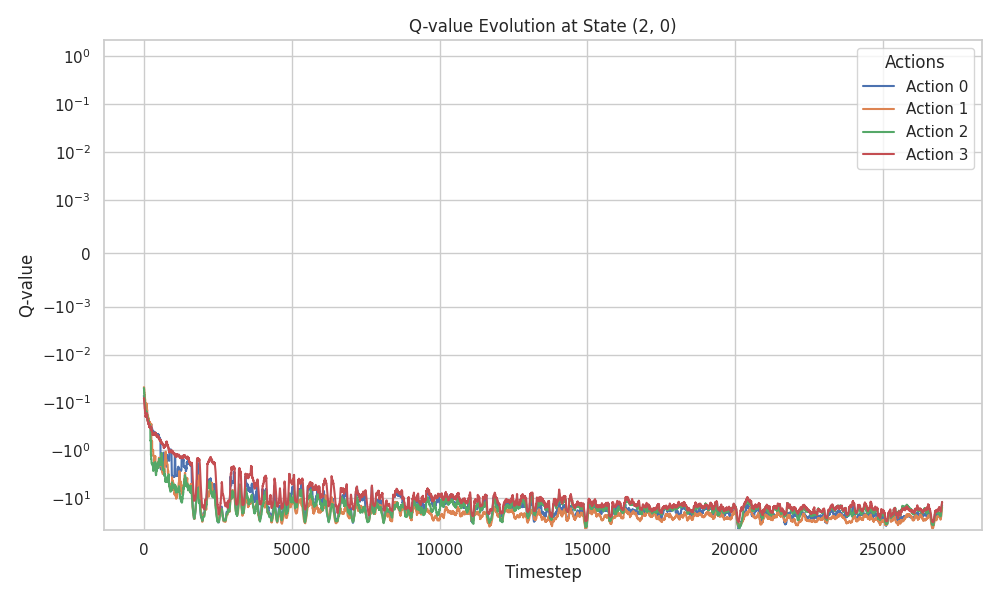 Q-value Evolution at State (2, 0)
Actions
Action 0
Action 1
Action 2
Action 3
10⁰
10⁻¹
10⁻²
10⁻³
0
−10⁻³
−10⁻²
−10⁻¹
−10⁰
−10¹
Q-value
0 5000 10000 15000 20000 25000
Timestep